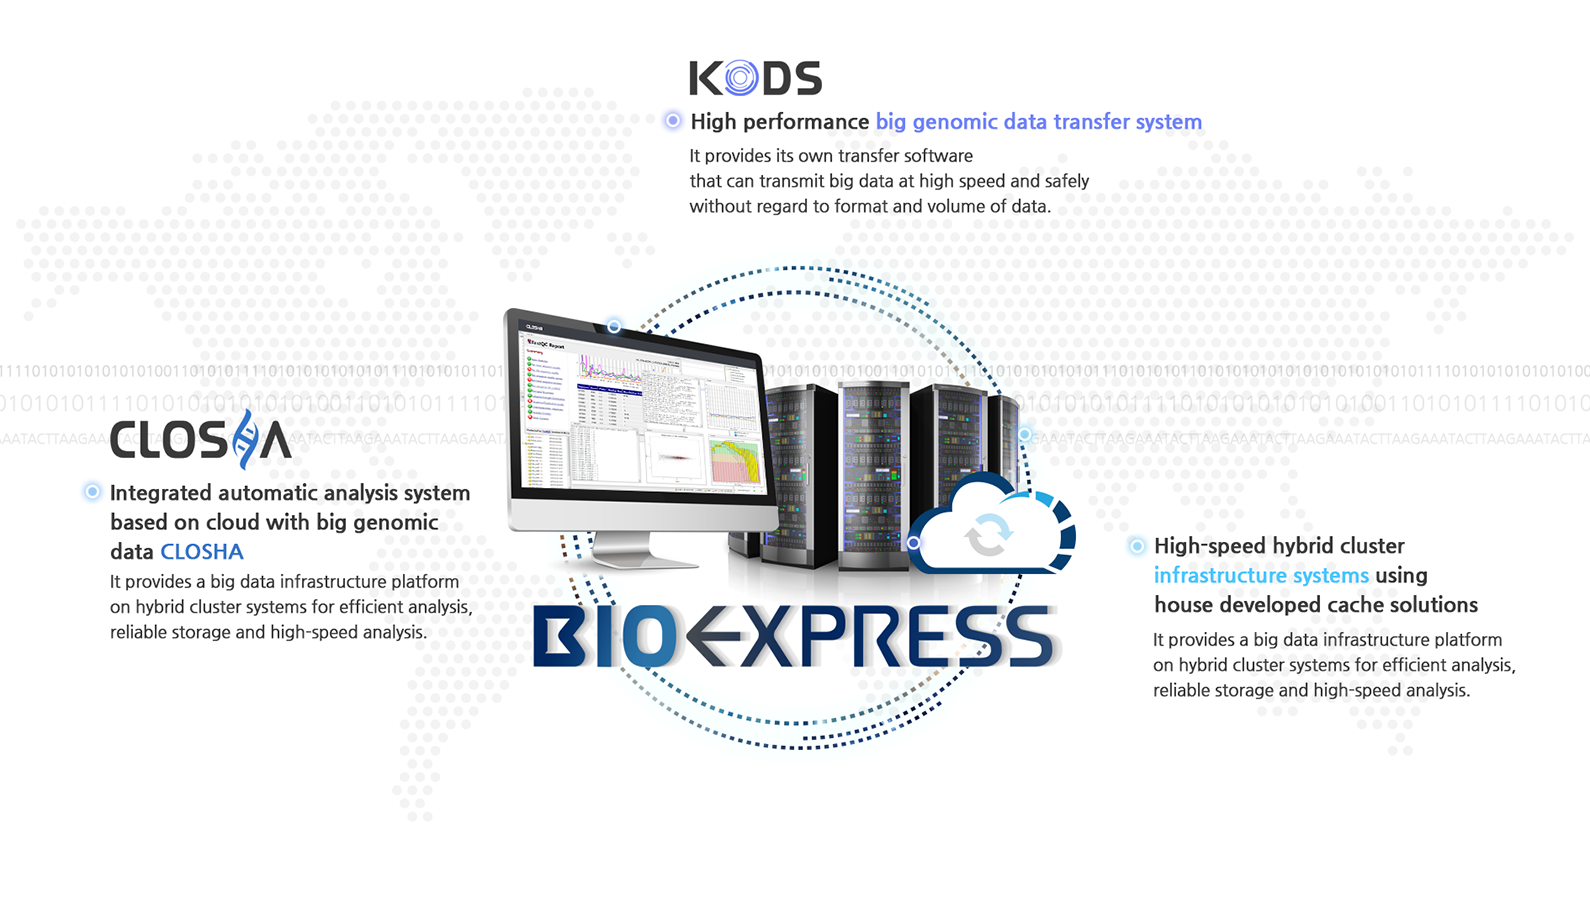 KODS
High performance big genomic data transfer system
It provides its own transfer software
that can transmit big data at high speed and safely
without regard to format and volume of data.
CLOSHA
FastQC Report
Summary
CLOSHA
Integrated automatic analysis system
based on cloud with big genomic
data CLOSHA
It provides a big data infrastructure platform
on hybrid cluster systems for efficient analysis,
reliable storage and high-speed analysis.
BIOEXPRESS
High-speed hybrid cluster
infrastructure systems using
house developed cache solutions
It provides a big data infrastructure platform
on hybrid cluster systems for efficient analysis,
reliable storage and high-speed analysis.